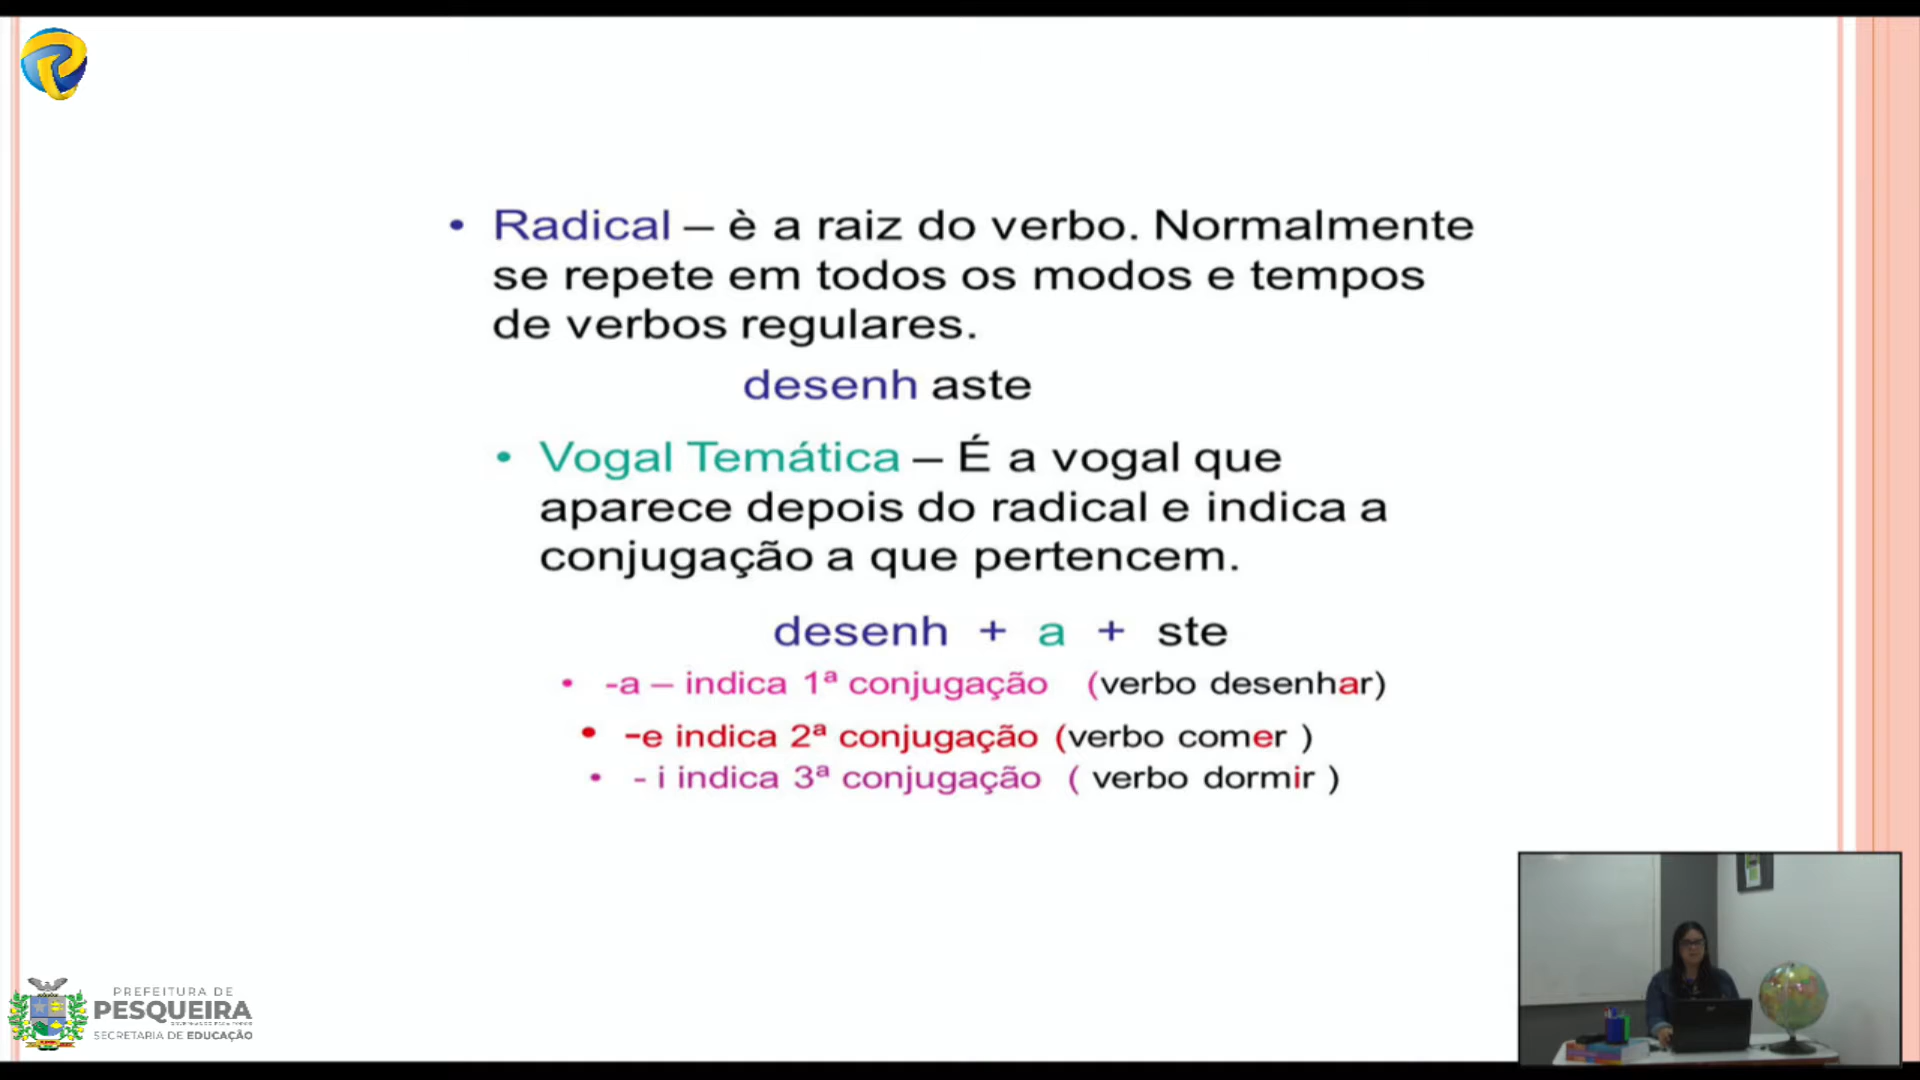 • Radical – è a raiz do verbo. Normalmente
se repete em todos os modos e tempos
de verbos regulares.
desenh aste
• Vogal Temática – É a vogal que
aparece depois do radical e indica a
conjugação a que pertencem.
desenh + a + ste
• -a – indica 1ª conjugação (verbo desenhar)
• -e indica 2ª conjugação (verbo comer )
• - i indica 3ª conjugação ( verbo dormir )
PREFEITURA DE
PESQUEIRA
SECRETARIA DE EDUCAÇÃO